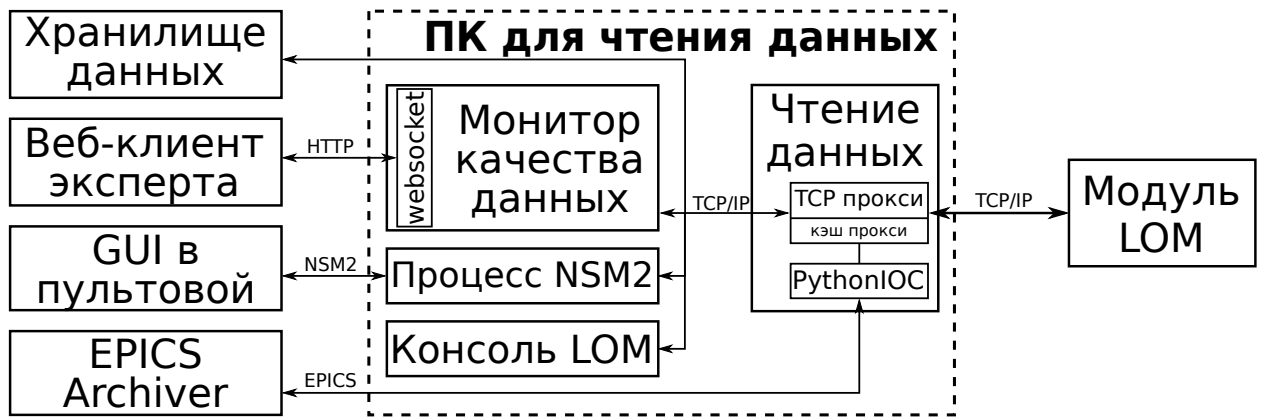 Хранилище
данных
Веб-клиент
эксперта
GUI в
пультовой
EPICS
Archiver
HTTP
NSM2
EPICS
ПК для чтения данных
websocket
Монитор
качества
данных
Процесс NSM2
Консоль LOM
TCP/IP
Чтение
данных
TCP прокси
кэш прокси
PythonIOC
TCP/IP
Модуль
LOM